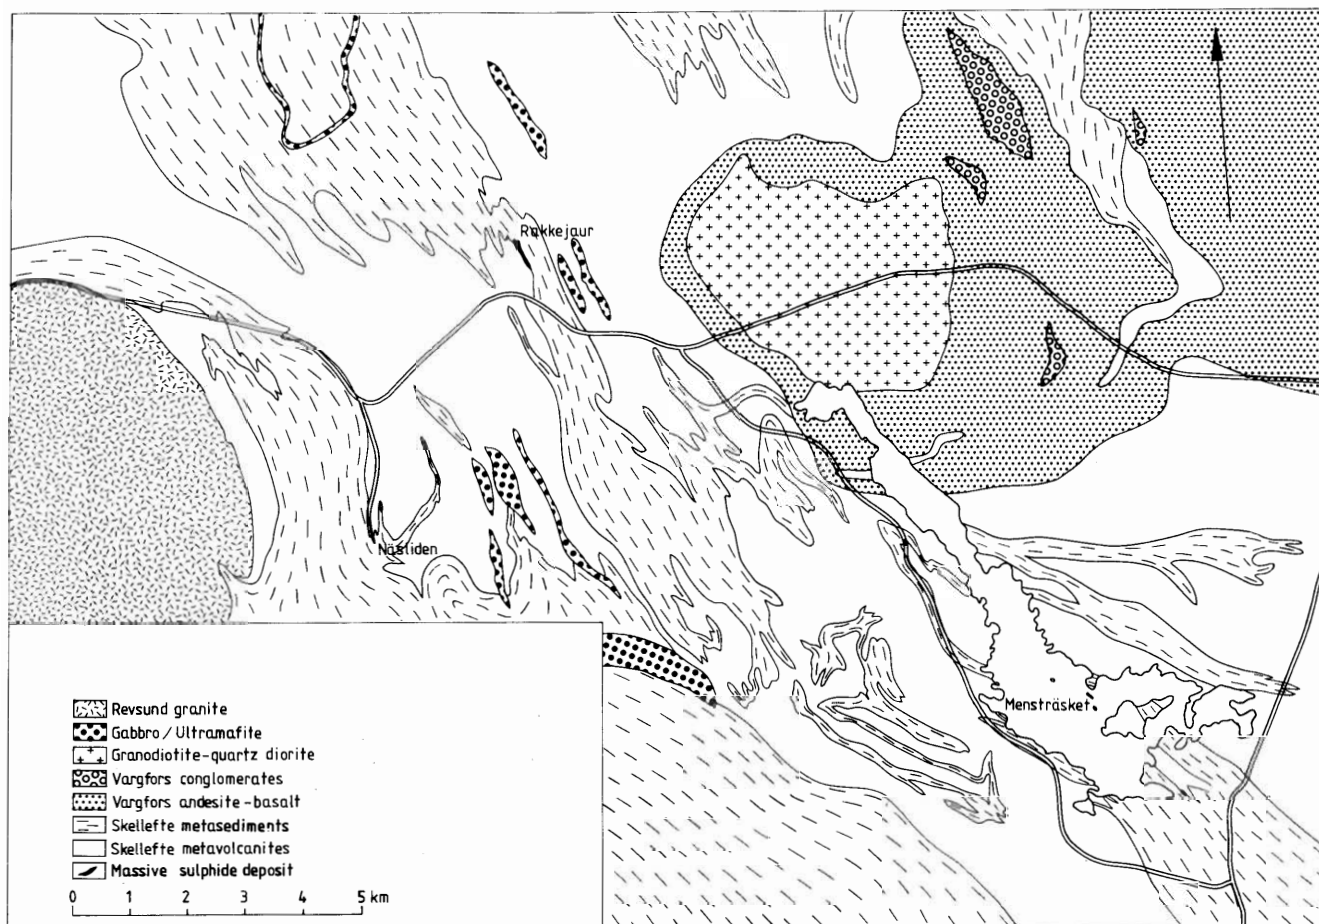 Rakkejaur
Näsliden
Mensträsket
Revsund granite
Gabbro / Ultramafite
Granodiotite-quartz diorite
Vargfors conglomerates
Vargfors andesite-basalt
Skellefte metasediments
Skellefte metavolcanites
Massive sulphide deposit
0 1 2 3 4 5 km